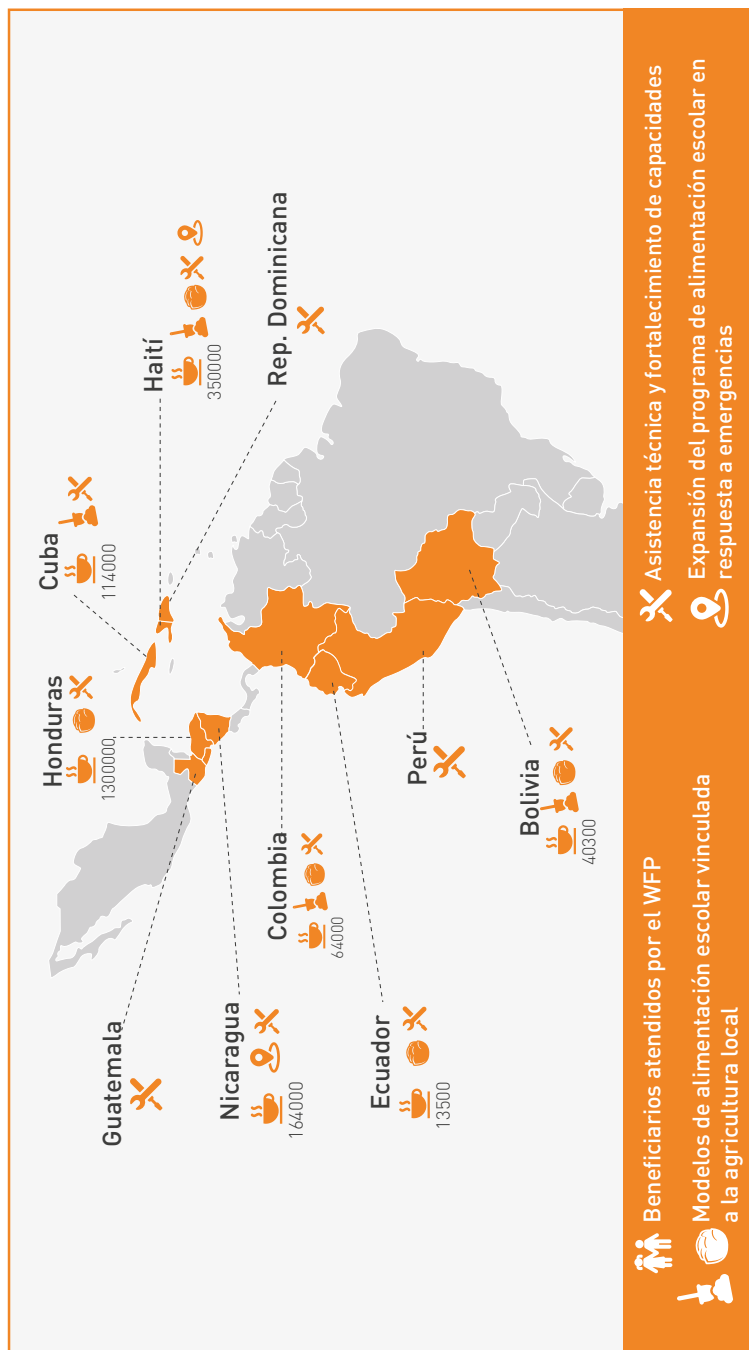 Cuba
114000
Haití
350000
Rep. Dominicana
Honduras
1300000
Guatemala
Nicaragua
164000
Colombia
64000
Ecuador
13500
Perú
Bolivia
40300
Beneficiarios atendidos por el WFP
Modelos de alimentación escolar vinculada
a la agricultura local
Asistencia técnica y fortalecimiento de capacidades
Expansión del programa de alimentación escolar en
respuesta a emergencias